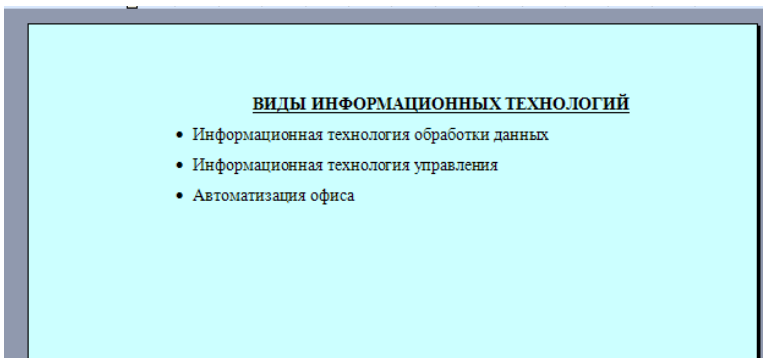 ВИДЫ ИНФОРМАЦИОННЫХ ТЕХНОЛОГИЙ
• Информационная технология обработки данных
• Информационная технология управления
• Автоматизация офиса